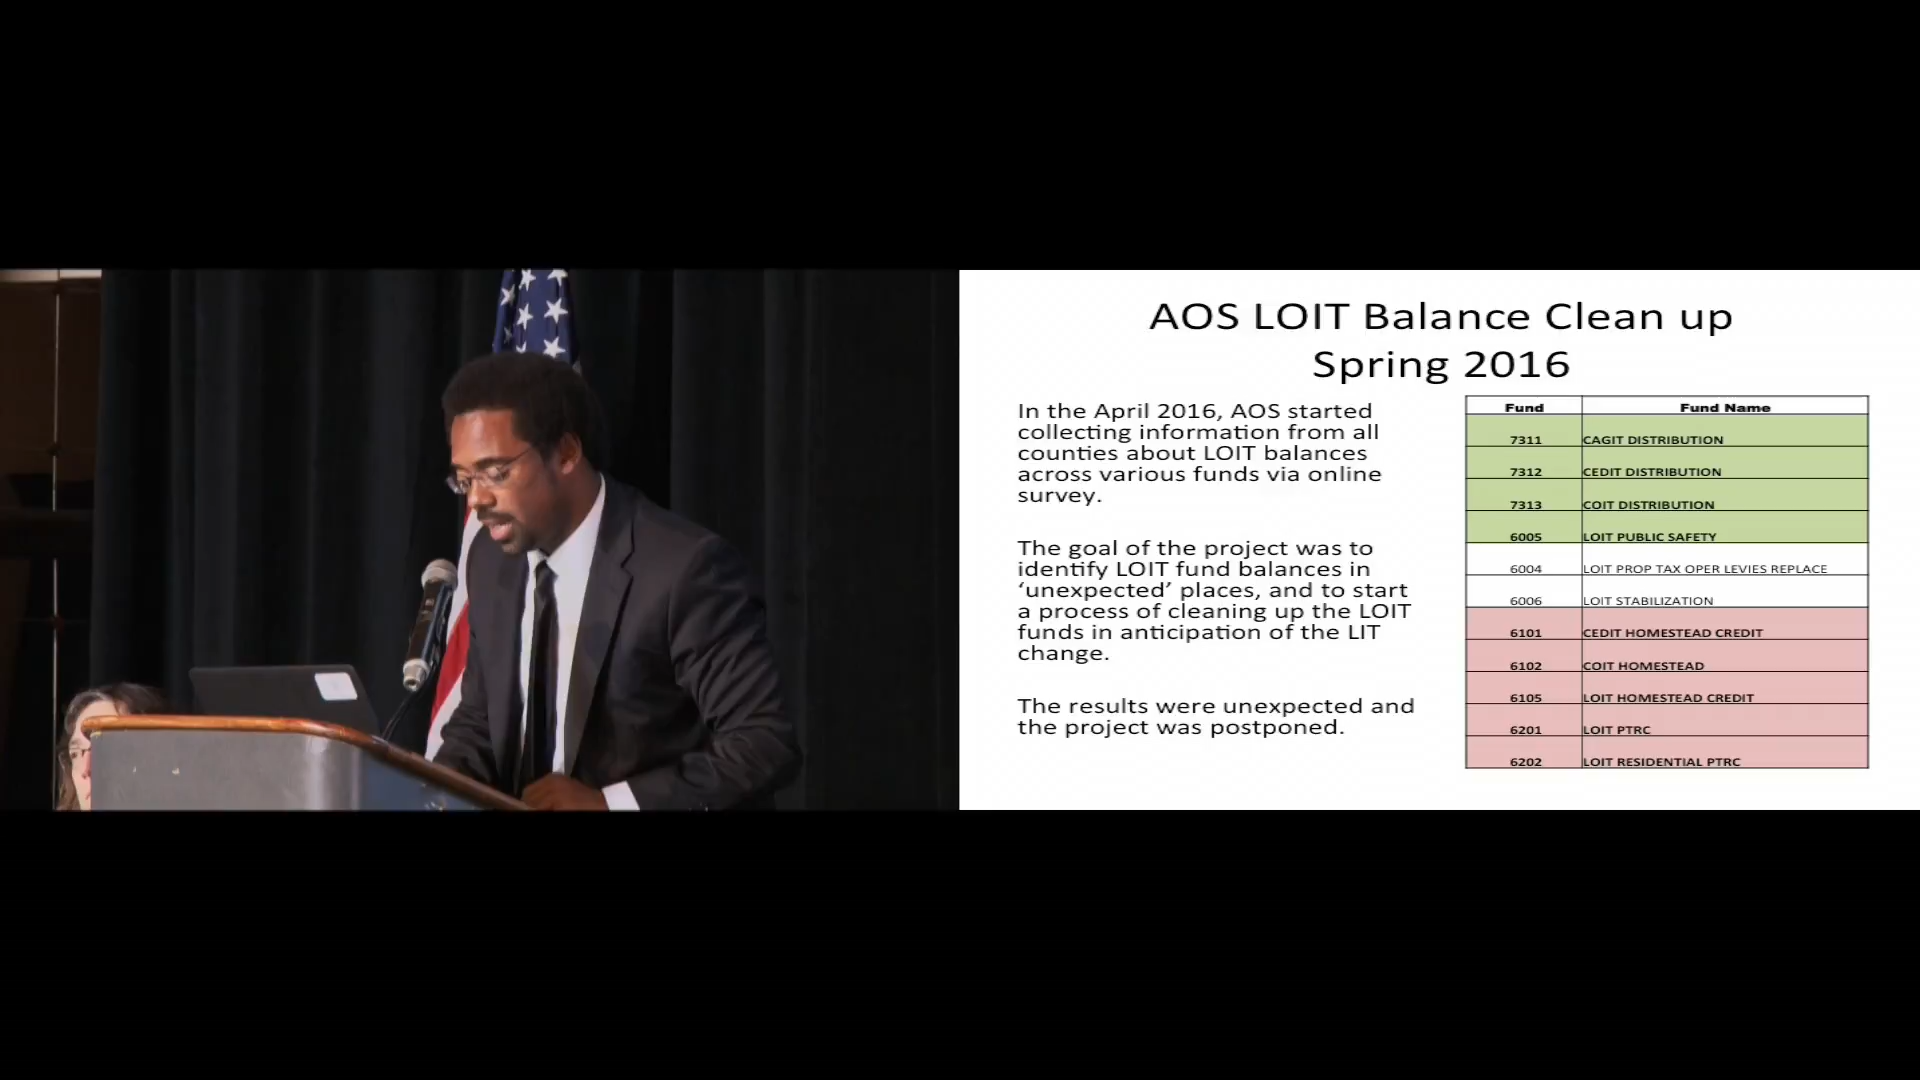 AOS LOIT Balance Clean up
Spring 2016
In the April 2016, AOS started
collecting information from all
counties about LOIT balances
across various funds via online
survey.
The goal of the project was to
identify LOIT fund balances in
‘unexpected’ places, and to start
a process of cleaning up the LOIT
funds in anticipation of the LIT
change.
The results were unexpected and
the project was postponed.
Fund Fund Name
7311 CAGIT DISTRIBUTION
7312 CEDIT DISTRIBUTION
7313 COIT DISTRIBUTION
6005 LOIT PUBLIC SAFETY
6004 LOIT PROP TAX OPER LEVIES REPLACE
6006 LOIT STABILIZATION
6101 CEDIT HOMESTEAD CREDIT
6102 COIT HOMESTEAD
6105 LOIT HOMESTEAD CREDIT
6201 LOIT PTRC
6202 LOIT RESIDENTIAL PTRC